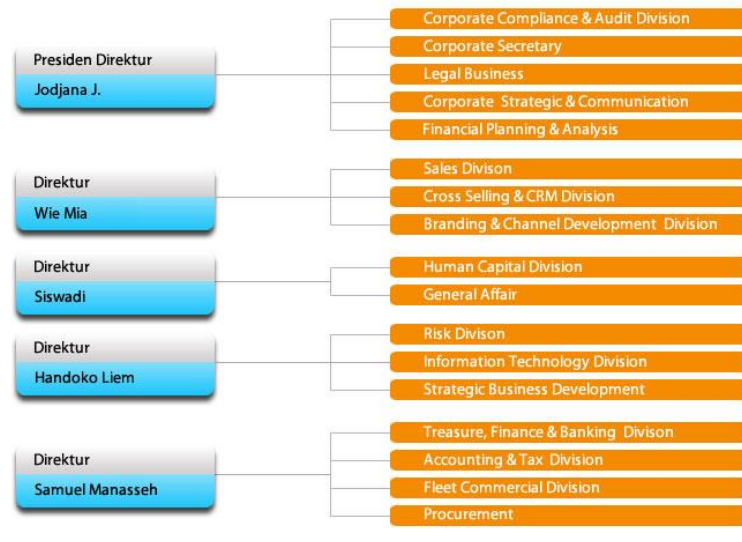 Presiden Direktur
Jodjana J.
Corporate Compliance & Audit Division
Corporate Secretary
Legal Business
Corporate Strategic & Communication
Financial Planning & Analysis
Direktur
Wie Mia
Sales Divison
Cross Selling & CRM Division
Branding & Channel Development Division
Direktur
Siswadi
Human Capital Division
General Affair
Direktur
Handoko Liem
Risk Divison
Information Technology Division
Strategic Business Development
Direktur
Samuel Manasseh
Treasure, Finance & Banking Divison
Accounting & Tax Division
Fleet Commercial Division
Procurement